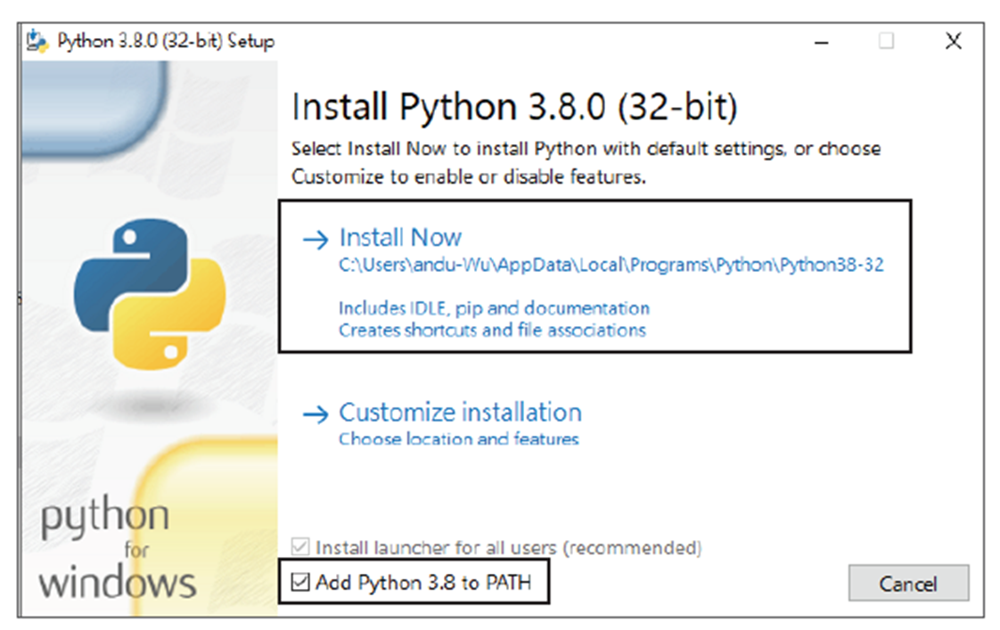 Python 3.8.0 (32-bit) Setup
Install Python 3.8.0 (32-bit)
Select Install Now to install Python with default settings, or choose
Customize to enable or disable features.
Install Now
C:\Users\andu-Wu\AppData\Local\Programs\Python\Python38-32
Includes IDLE, pip and documentation
Creates shortcuts and file associations
Customize installation
Choose location and features
python
for
windows
Install launcher for all users (recommended)
Add Python 3.8 to PATH
Cancel